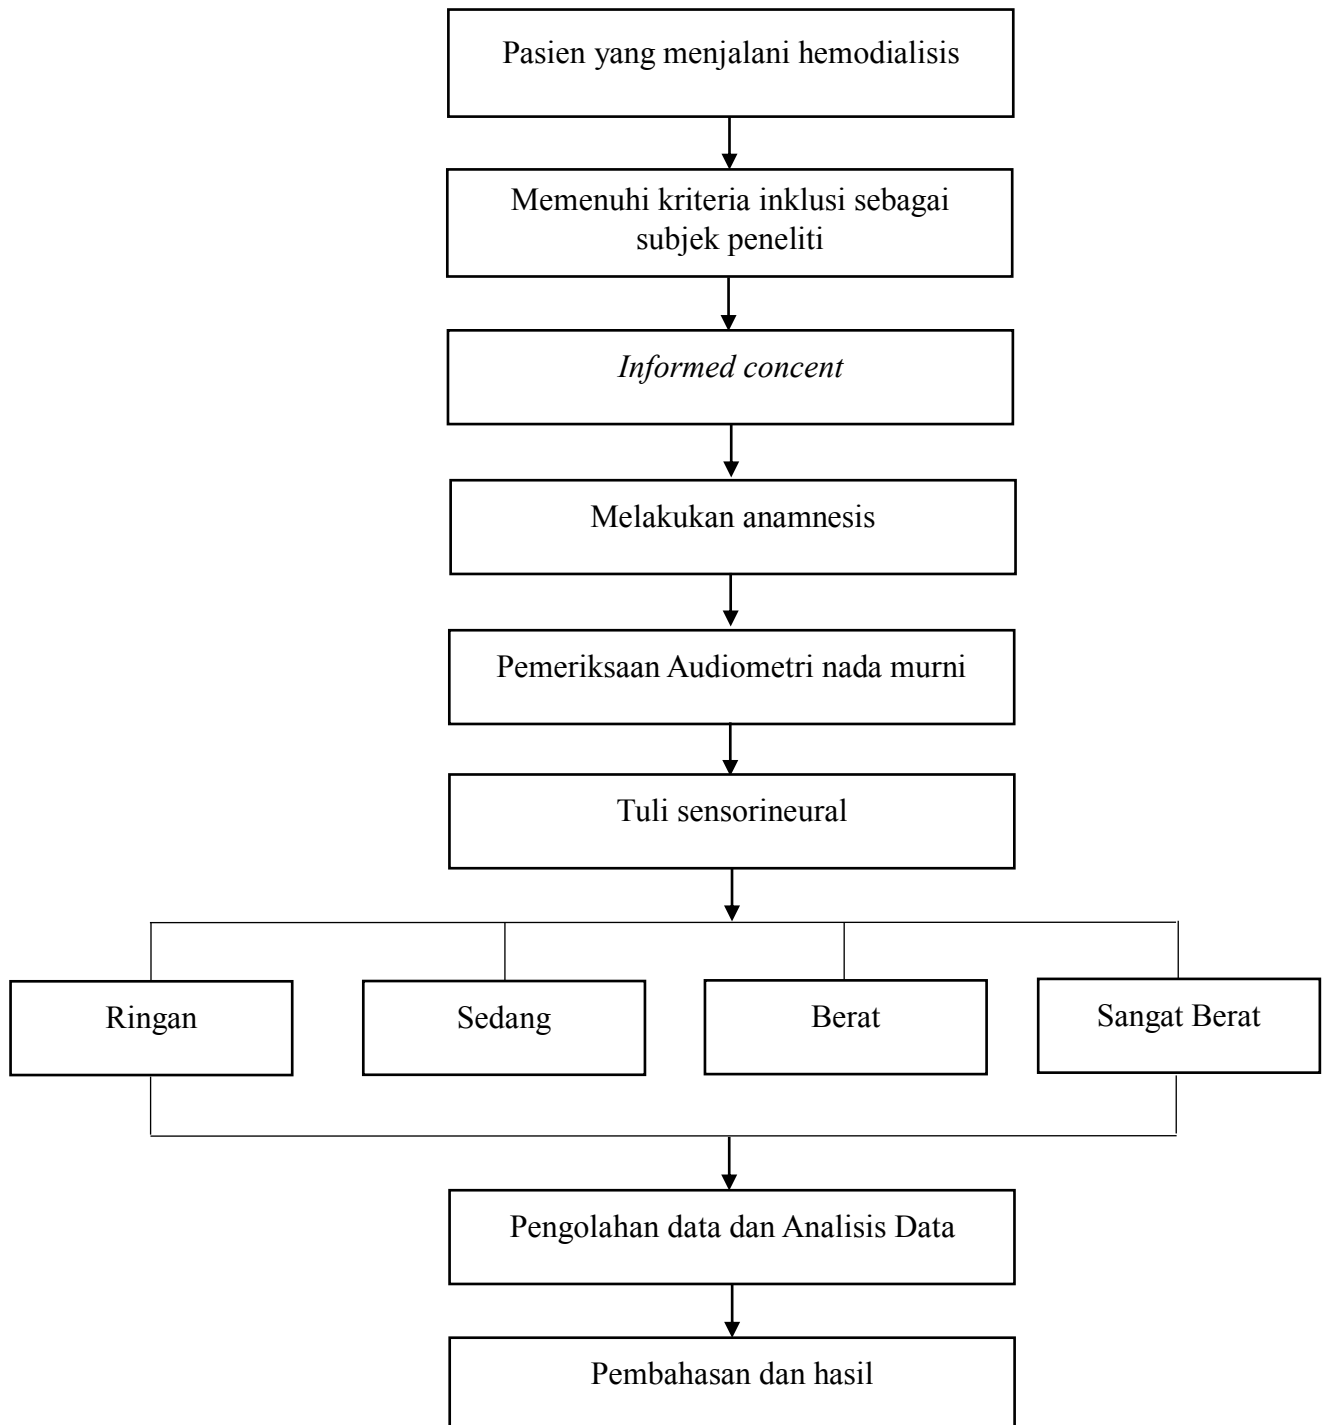 Pasien yang menjalani hemodialisis
Memenuhi kriteria inklusi sebagai
subjek peneliti
Informed concent
Melakukan anamnesis
Pemeriksaan Audiometri nada murni
Tuli sensorineural
Ringan
Sedang
Berat
Sangat Berat
Pengolahan data dan Analisis Data
Pembahasan dan hasil